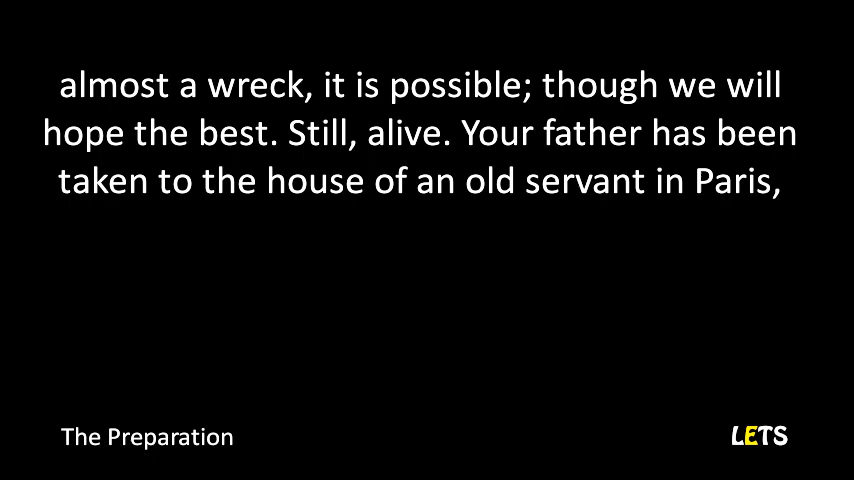 almost a wreck, it is possible; though we will
hope the best. Still, alive. Your father has been
taken to the house of an old servant in Paris,
The Preparation
LETS